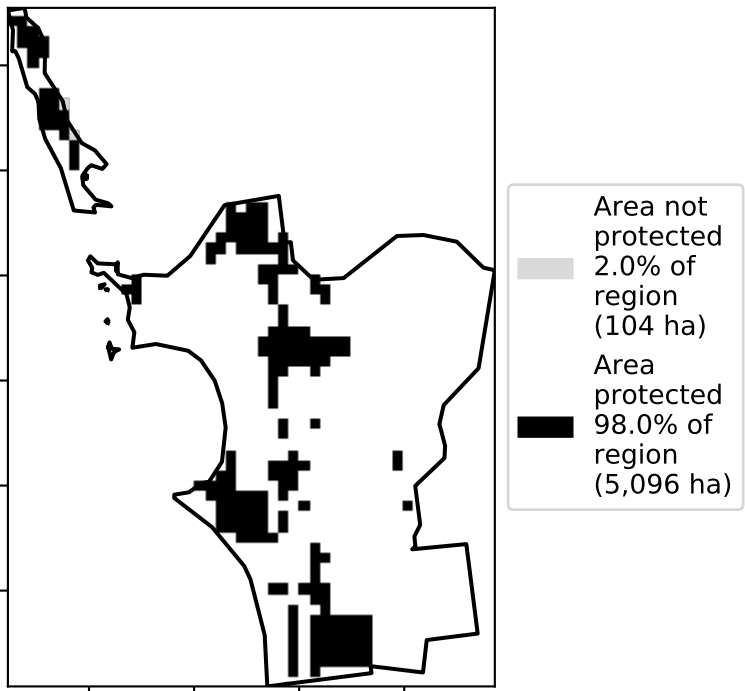 Area not
protected
2.0% of
region
(104 ha)
Area
protected
98.0% of
region
(5,096 ha)